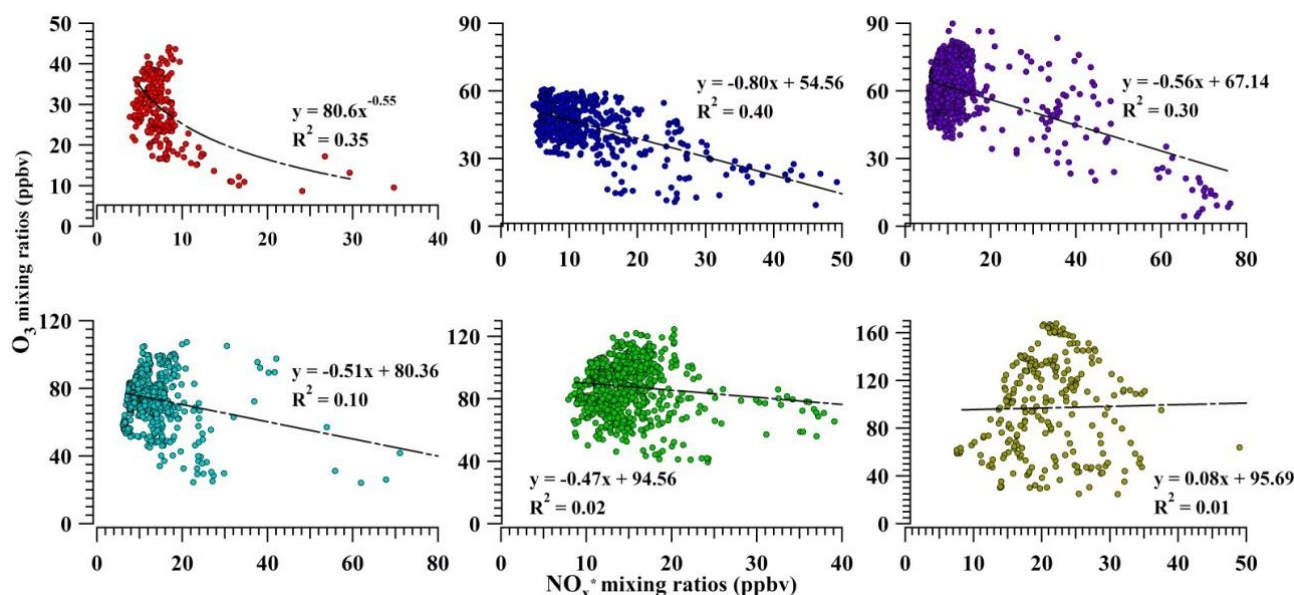 O3 mixing ratios (ppbv)
50
40
30
20
10
0
y = 80.6x^-0.55
R^2 = 0.35
0 10 20 30 40
90
60
30
0
y = -0.80x + 54.56
R^2 = 0.40
0 10 20 30 40 50
90
60
30
0
y = -0.56x + 67.14
R^2 = 0.30
0 20 40 60 80
120
80
40
0
y = -0.51x + 80.36
R^2 = 0.10
0 20 40 60 80
130
80
40
0
y = -0.47x + 94.56
R^2 = 0.02
0 10 20 30 40
160
120
80
40
0
y = 0.08x + 95.69
R^2 = 0.01
0 10 20 30 40 50
NOx* mixing ratios (ppbv)